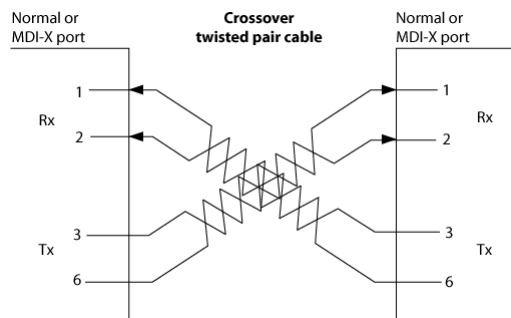 Normal or
MDI-X port
Crossover
twisted pair cable
Normal or
MDI-X port
1
Rx
2
3
Tx
6
1
Rx
2
3
Tx
6